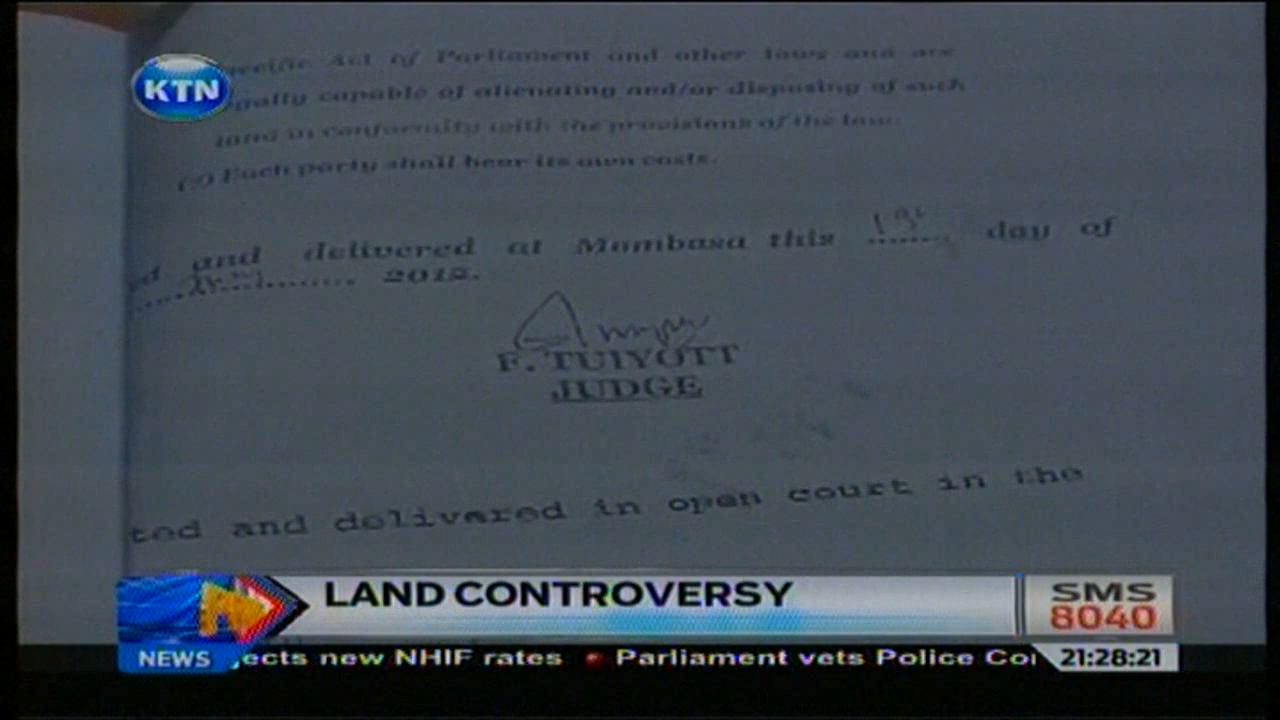 KTN
Act of Parliament and other laws and are
capable of alienating and/or disposing of such
land in conformity with the provisions of the law.
Each party shall bear its own costs.
and delivered at Mombasa this ........ day of
2012.
F. TUIYOTT
JUDGE
ted and delivered in open court in the
LAND CONTROVERSY
SMS
8040
NEWS
jects new NHIF rates • Parliament vets Police Co
21:28:21